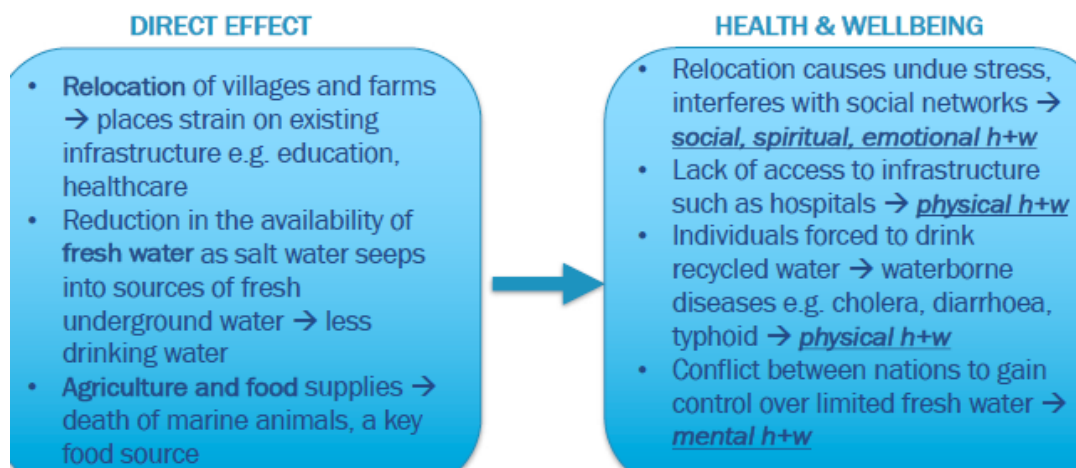 DIRECT EFFECT
• Relocation of villages and farms
→ places strain on existing
infrastructure e.g. education,
healthcare
• Reduction in the availability of
fresh water as salt water seeps
into sources of fresh
underground water → less
drinking water
• Agriculture and food supplies →
death of marine animals, a key
food source
HEALTH & WELLBEING
• Relocation causes undue stress,
interferes with social networks →
social, spiritual, emotional h+w
• Lack of access to infrastructure
such as hospitals → physical h+w
• Individuals forced to drink
recycled water → waterborne
diseases e.g. cholera, diarrhoea,
typhoid → physical h+w
• Conflict between nations to gain
control over limited fresh water →
mental h+w